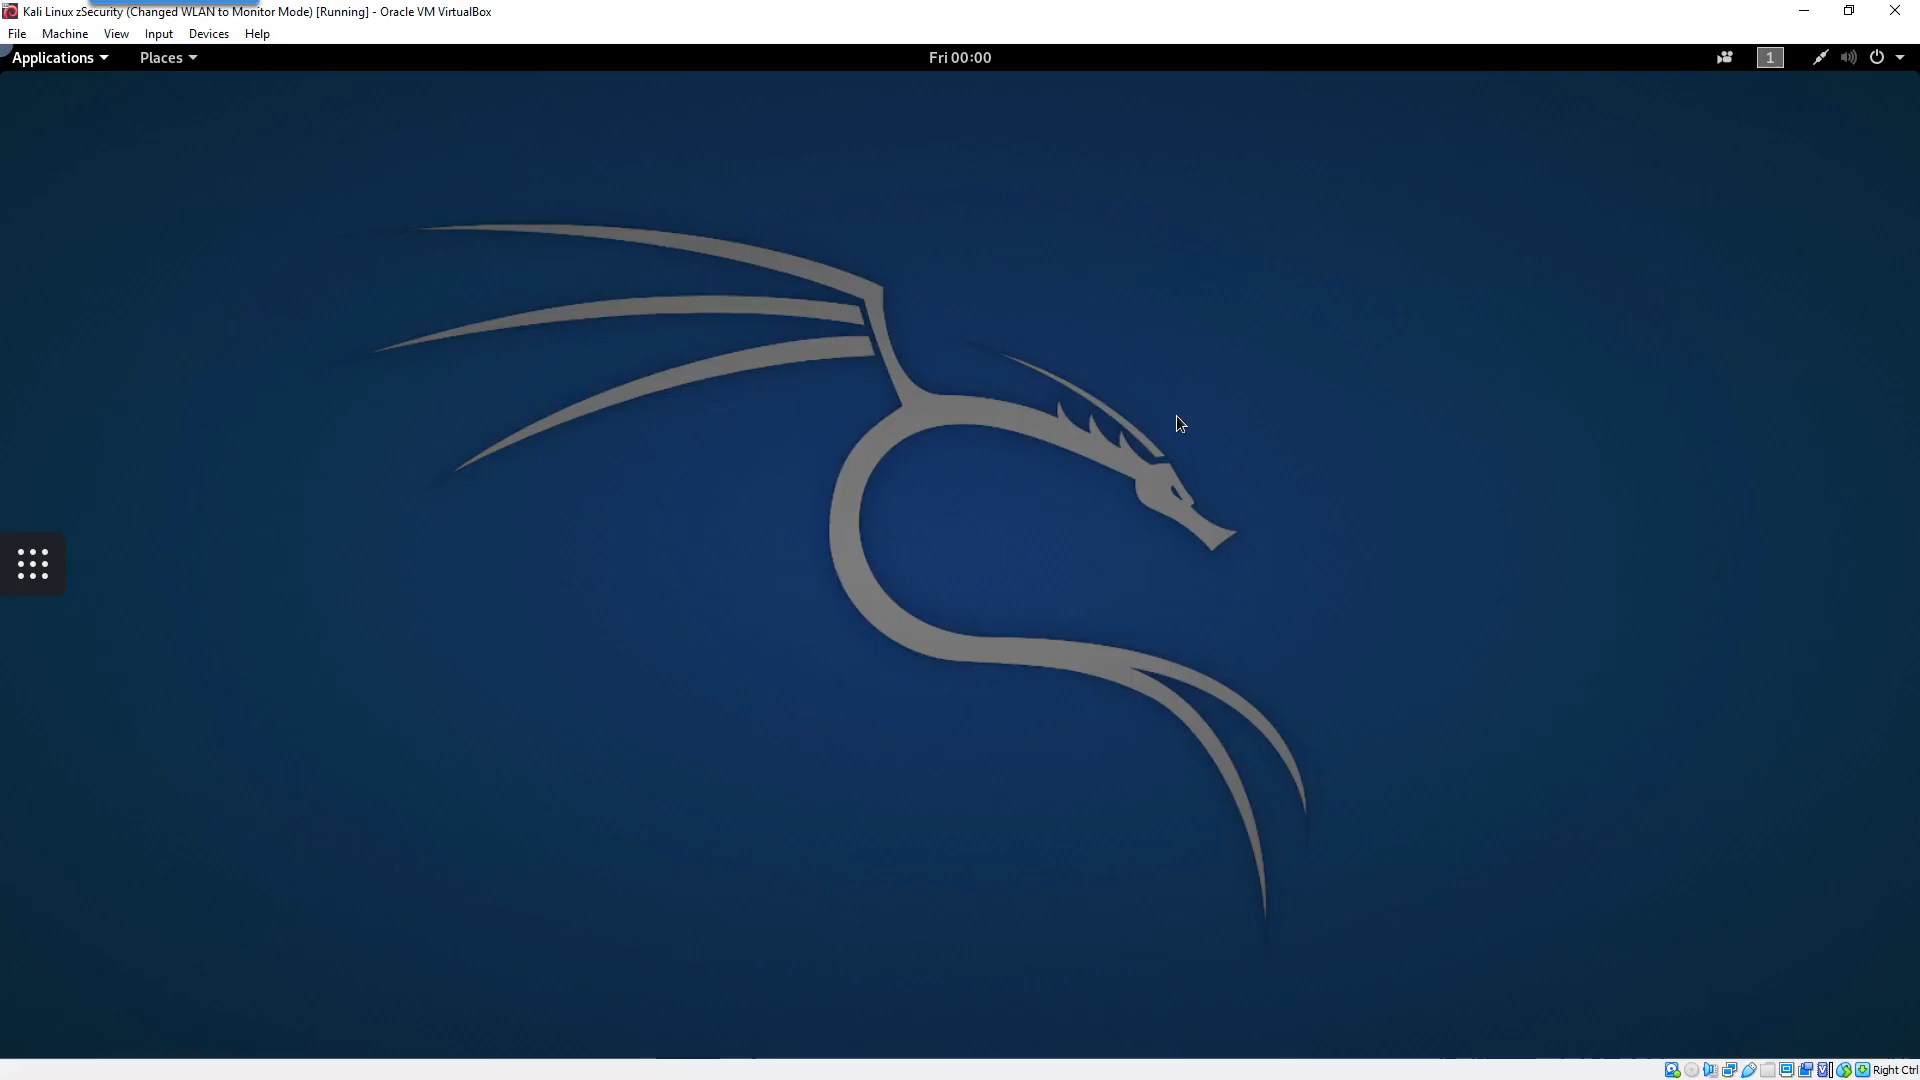 Kali Linux zSecurity (Changed WLAN to Monitor Mode) [Running] - Oracle VM VirtualBox
File Machine View Input Devices Help
Applications Places Fri 00:00 1
Right Ctrl